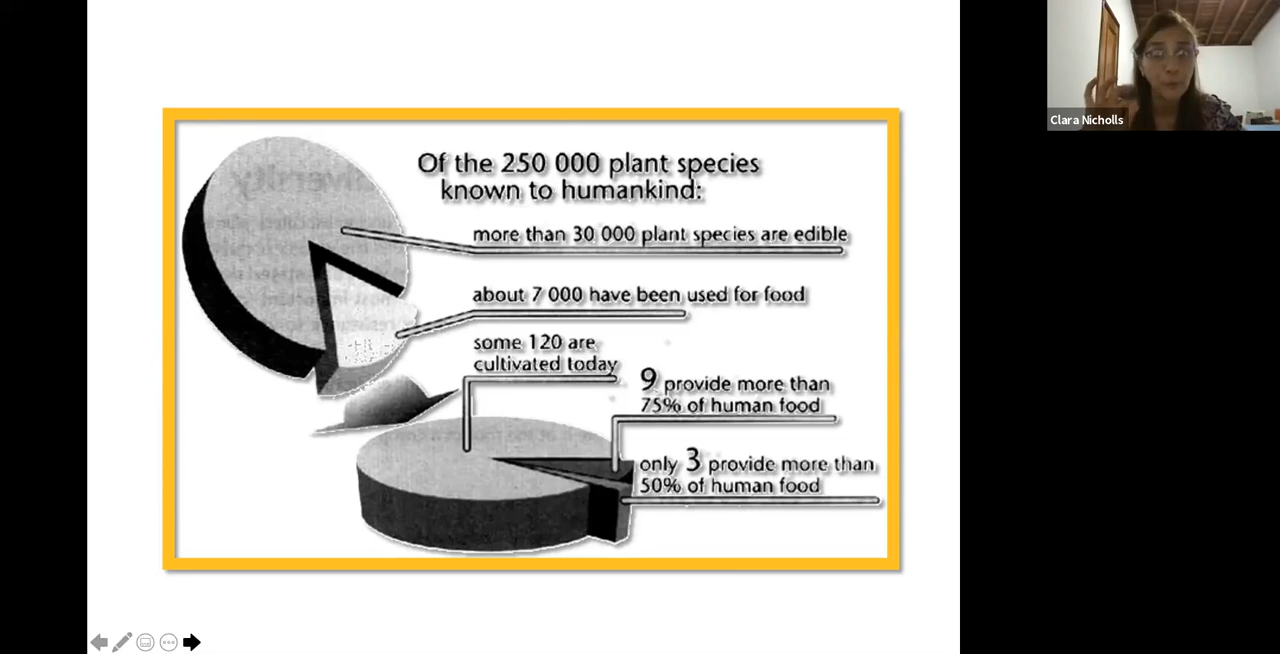 Of the 250 000 plant species
known to humankind:
more than 30 000 plant species are edible
about 7 000 have been used for food
some 120 are
cultivated today
9 provide more than
75% of human food
only 3 provide more than
50% of human food
Clara Nicholls